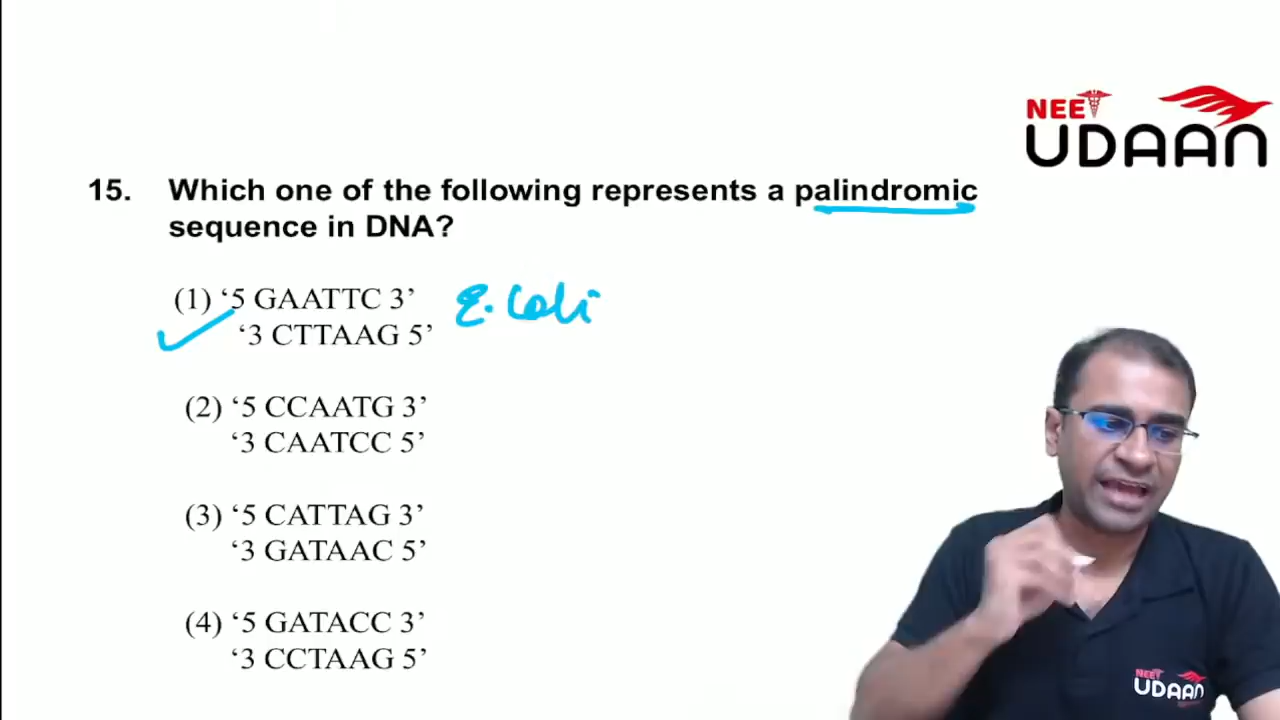 NEET
UDAAN
15. Which one of the following represents a palindromic
sequence in DNA?
(1) ‘5 GAATTC 3’ E. Coli
‘3 CTTAAG 5’
(2) ‘5 CCAATG 3’
‘3 CAATCC 5’
(3) ‘5 CATTAG 3’
‘3 GATAAC 5’
(4) ‘5 GATACC 3’
‘3 CCTAAG 5’
NEET
UDAAN